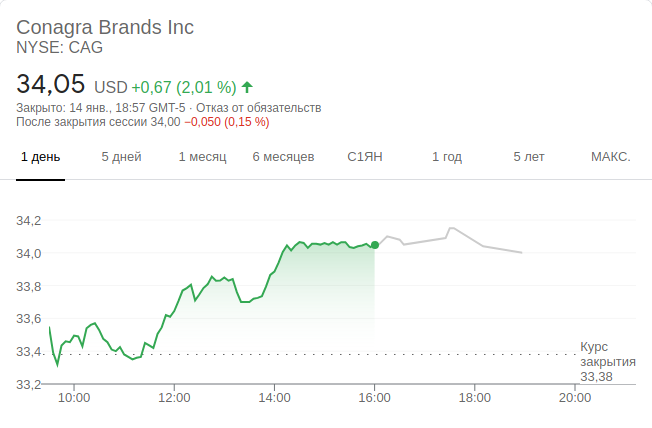 Conagra Brands Inc
NYSE: CAG
34,05 USD +0,67 (2,01 %)
Закрыто: 14 янв., 18:57 GMT-5 · Отказ от обязательств
После закрытия сессии 34,00 −0,050 (0,15 %)
1 день 5 дней 1 месяц 6 месяцев С1ЯН 1 год 5 лет МАКС.
34,2
34,0
33,8
33,6
33,4
33,2
Курс
закрытия
33,38
10:00 12:00 14:00 16:00 18:00 20:00